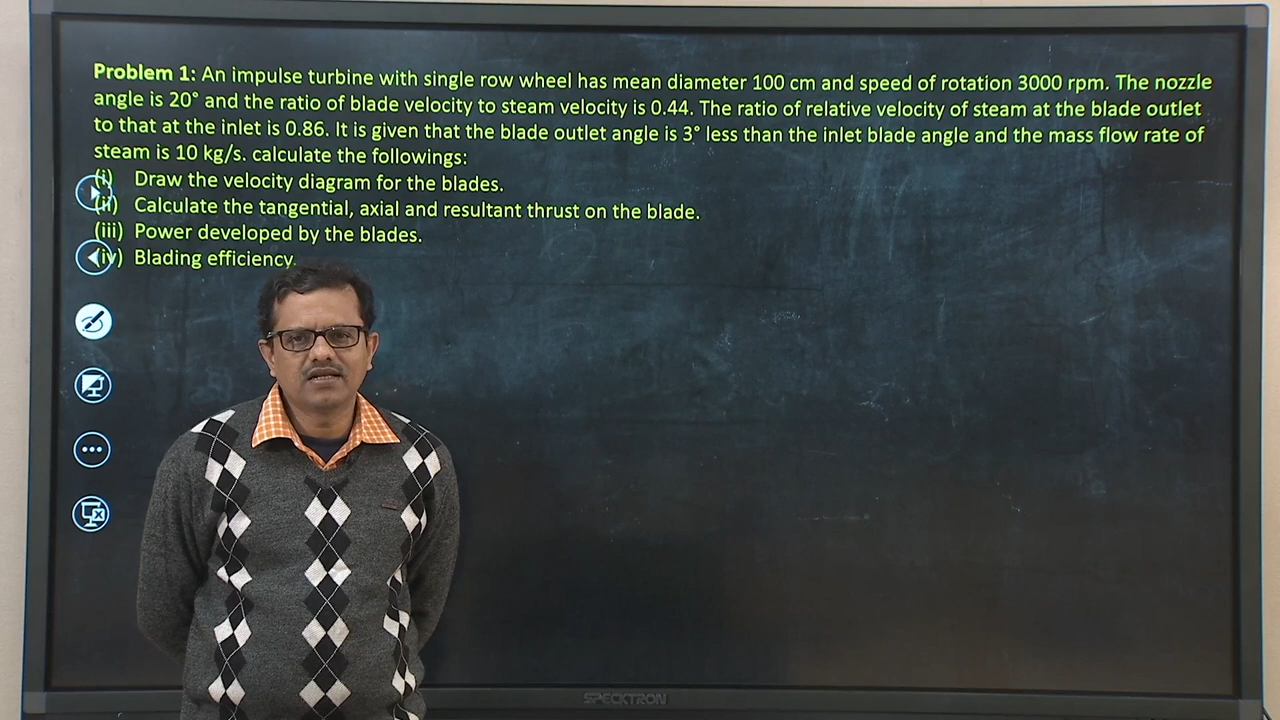 Problem 1: An impulse turbine with single row wheel has mean diameter 100 cm and speed of rotation 3000 rpm. The nozzle
angle is 20° and the ratio of blade velocity to steam velocity is 0.44. The ratio of relative velocity of steam at the blade outlet
to that at the inlet is 0.86. It is given that the blade outlet angle is 3° less than the inlet blade angle and the mass flow rate of
steam is 10 kg/s. calculate the followings:
(i) Draw the velocity diagram for the blades.
(ii) Calculate the tangential, axial and resultant thrust on the blade.
(iii) Power developed by the blades.
(iv) Blading efficiency.
SPECKTRON